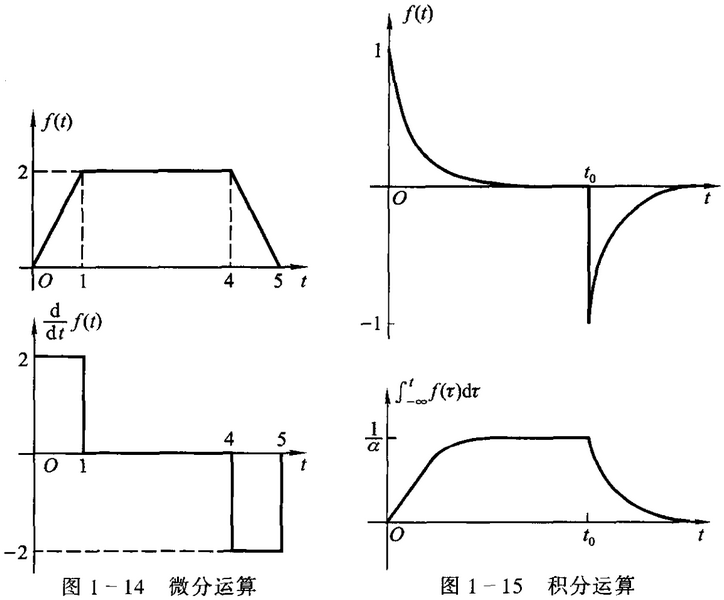 f(t)
2
O 1 4 5 t
d/dt f(t)
2
4 5
O 1 t
-2
图 1-14 微分运算
f(t)
1
t₀
O t
-1
∫_{-∞}^{t} f(τ)dτ
1/α
O t₀ t
图 1-15 积分运算